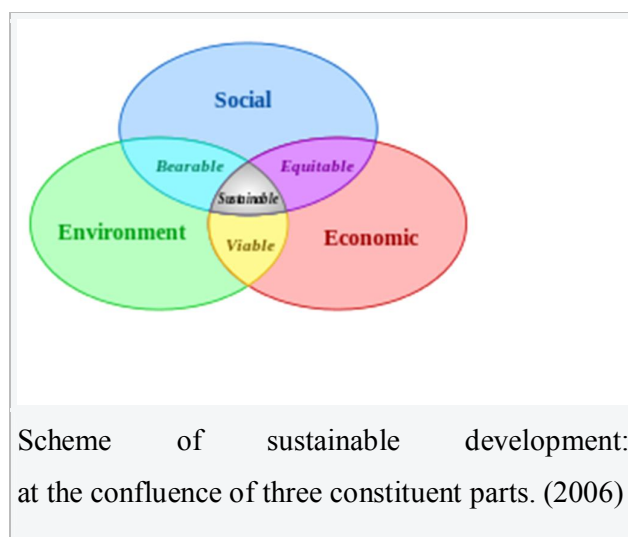 Social
Bearable
Equitable
Sustainable
Environment
Viable
Economic
Scheme of sustainable development:
at the confluence of three constituent parts. (2006)